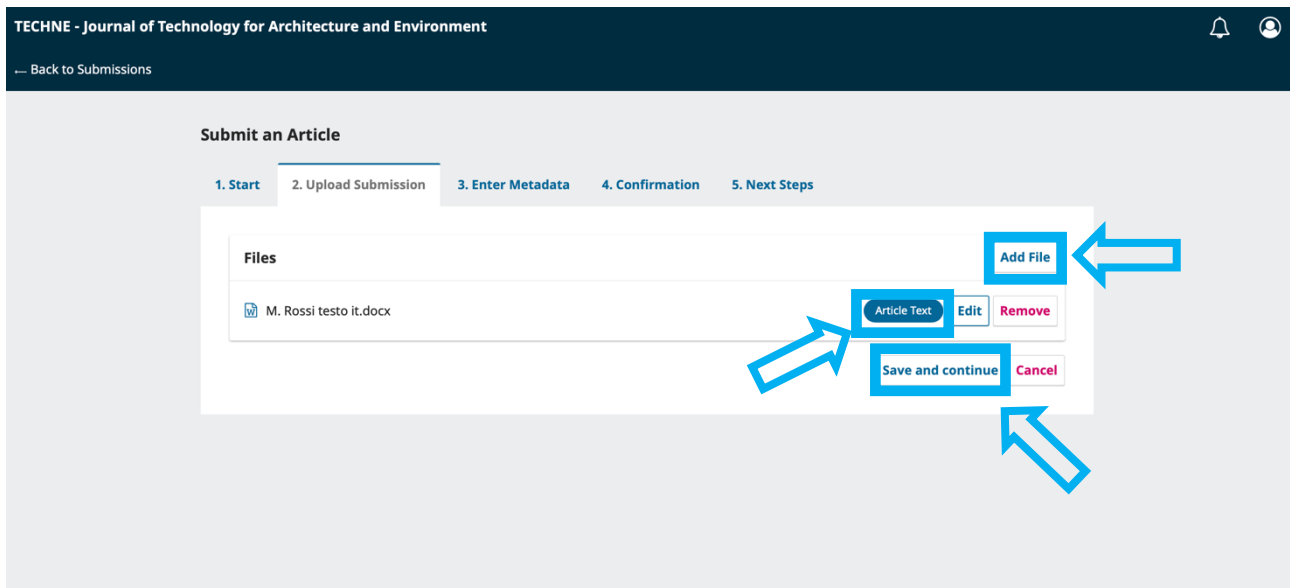 TECHNE - Journal of Technology for Architecture and Environment
← Back to Submissions
Submit an Article
1. Start 2. Upload Submission 3. Enter Metadata 4. Confirmation 5. Next Steps
Files Add File
M. Rossi testo it.docx Article Text Edit Remove
Save and continue Cancel